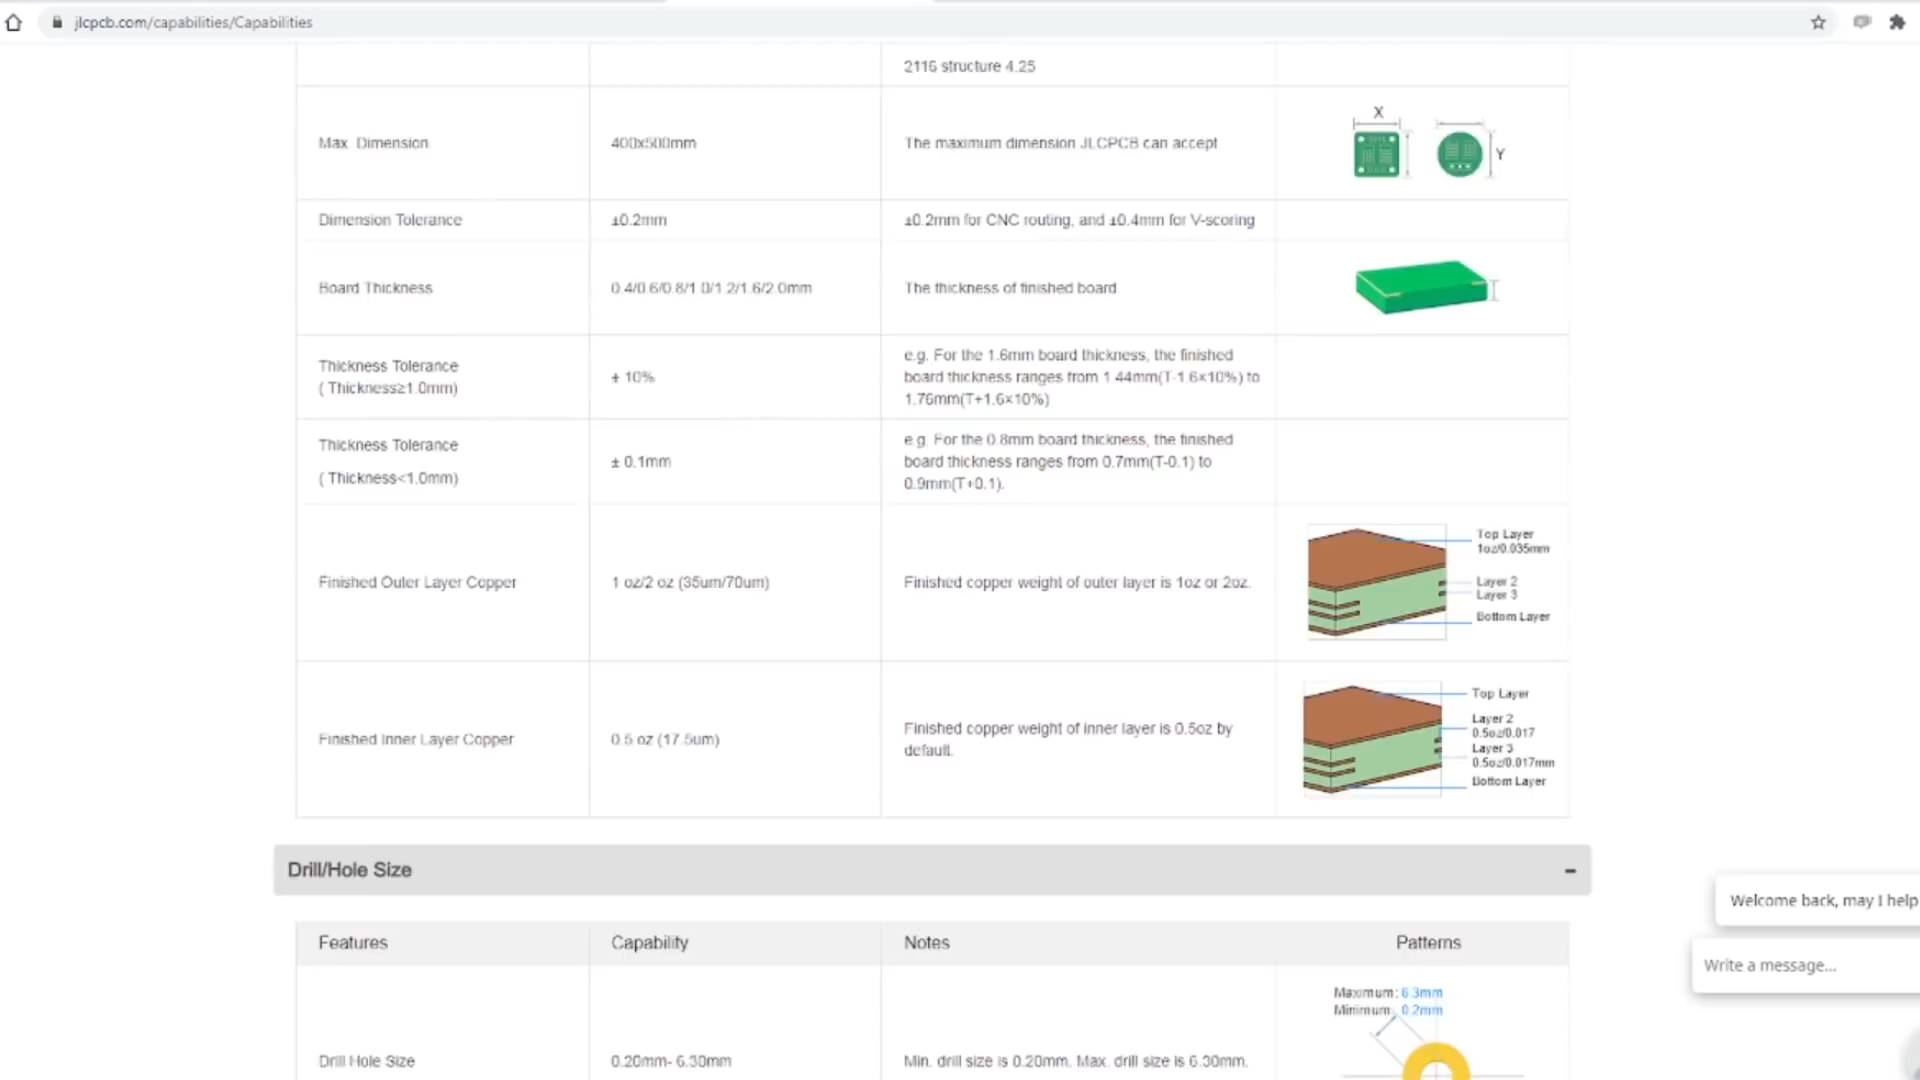 jlcpcb.com/capabilities/Capabilities
2116 structure 4.25
Max. Dimension
400x500mm
The maximum dimension JLCPCB can accept
X
Y
Dimension Tolerance
±0.2mm
±0.2mm for CNC routing, and ±0.4mm for V-scoring
Board Thickness
0.4/0.6/0.8/1.0/1.2/1.6/2.0mm
The thickness of finished board
Thickness Tolerance
( Thickness≥1.0mm)
± 10%
e.g. For the 1.6mm board thickness, the finished
board thickness ranges from 1.44mm(T-1.6×10%) to
1.76mm(T+1.6×10%)
Thickness Tolerance
( Thickness<1.0mm)
± 0.1mm
e.g. For the 0.8mm board thickness, the finished
board thickness ranges from 0.7mm(T-0.1) to
0.9mm(T+0.1).
Finished Outer Layer Copper
1 oz/2 oz (35um/70um)
Finished copper weight of outer layer is 1oz or 2oz.
Top Layer
1oz/0.035mm
Layer 2
Layer 3
Bottom Layer
Finished Inner Layer Copper
0.5 oz (17.5um)
Finished copper weight of inner layer is 0.5oz by
default.
Top Layer
Layer 2
0.5oz/0.017
Layer 3
0.5oz/0.017mm
Bottom Layer
Drill/Hole Size
-
Features
Capability
Notes
Patterns
Drill Hole Size
0.20mm- 6.30mm
Min. drill size is 0.20mm. Max. drill size is 6.30mm.
Maximum: 6.3mm
Minimum: 0.2mm
Welcome back, may I help
Write a message...